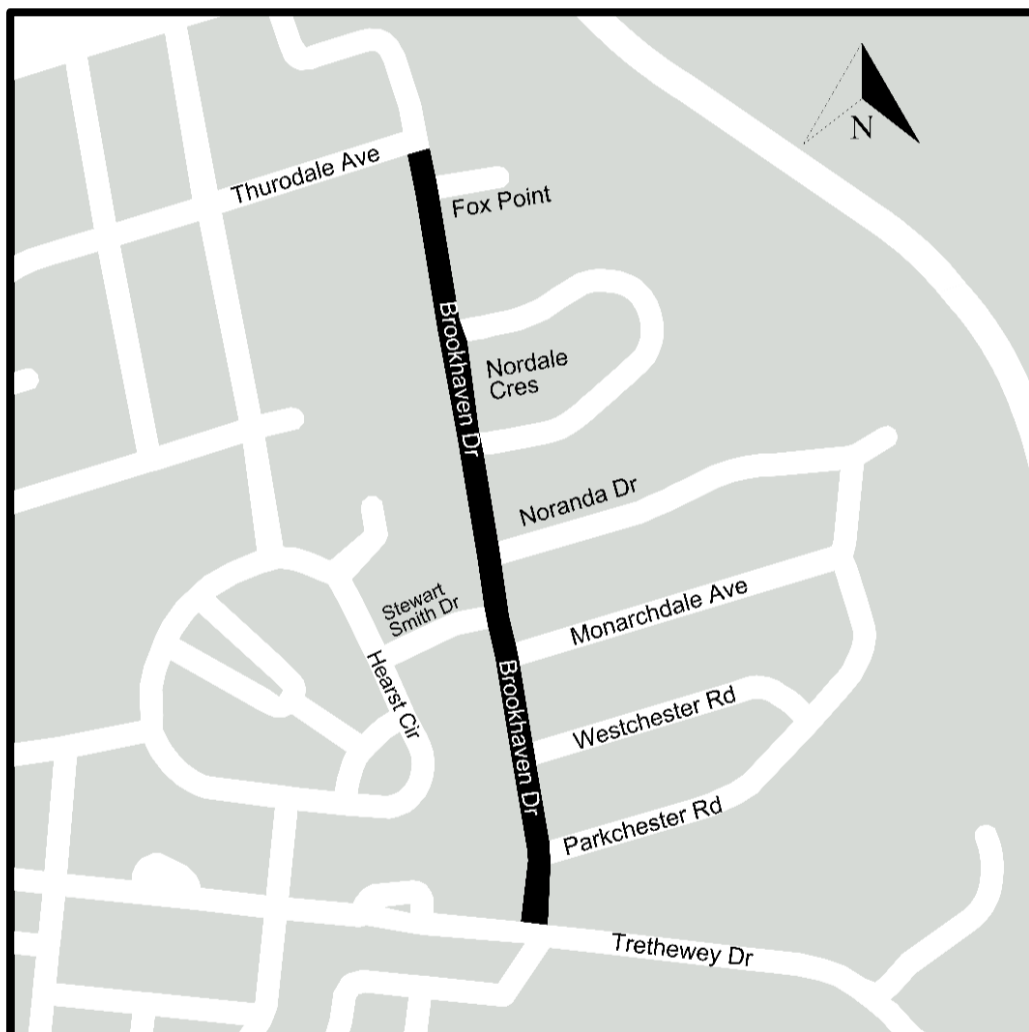 N
Thurodale Ave
Fox Point
Brookhaven Dr
Nordale
Cres
Noranda Dr
Stewart
Smith Dr
Monarchdale Ave
Hearst Cir
Brookhaven Dr
Westchester Rd
Parkchester Rd
Trethewey Dr